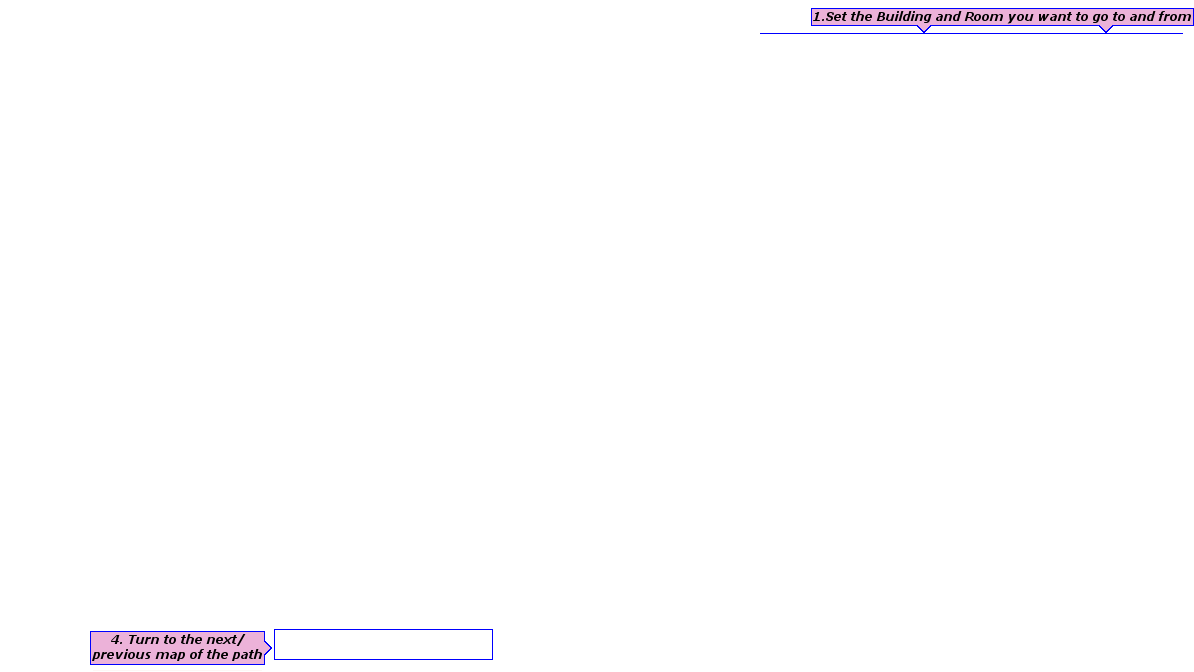 1.Set the Building and Room you want to go to and from
4. Turn to the next/
previous map of the path